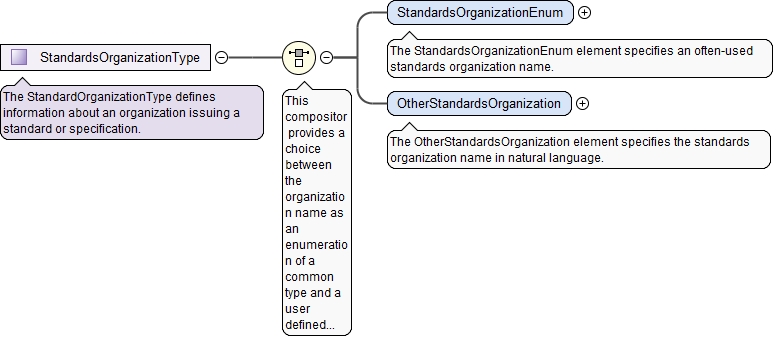 StandardsOrganizationType
The StandardOrganizationType defines
information about an organization issuing a
standard or specification.
This
compositor
provides a
choice
between
the
organizatio
n name as
an
enumeratio
n of a
common
type and a
user
defined...
StandardsOrganizationEnum
The StandardsOrganizationEnum element specifies an often-used
standards organization name.
OtherStandardsOrganization
The OtherStandardsOrganization element specifies the standards
organization name in natural language.